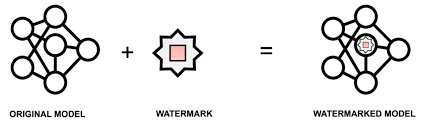 + =
ORIGINAL MODEL WATERMARK WATERMARKED MODEL